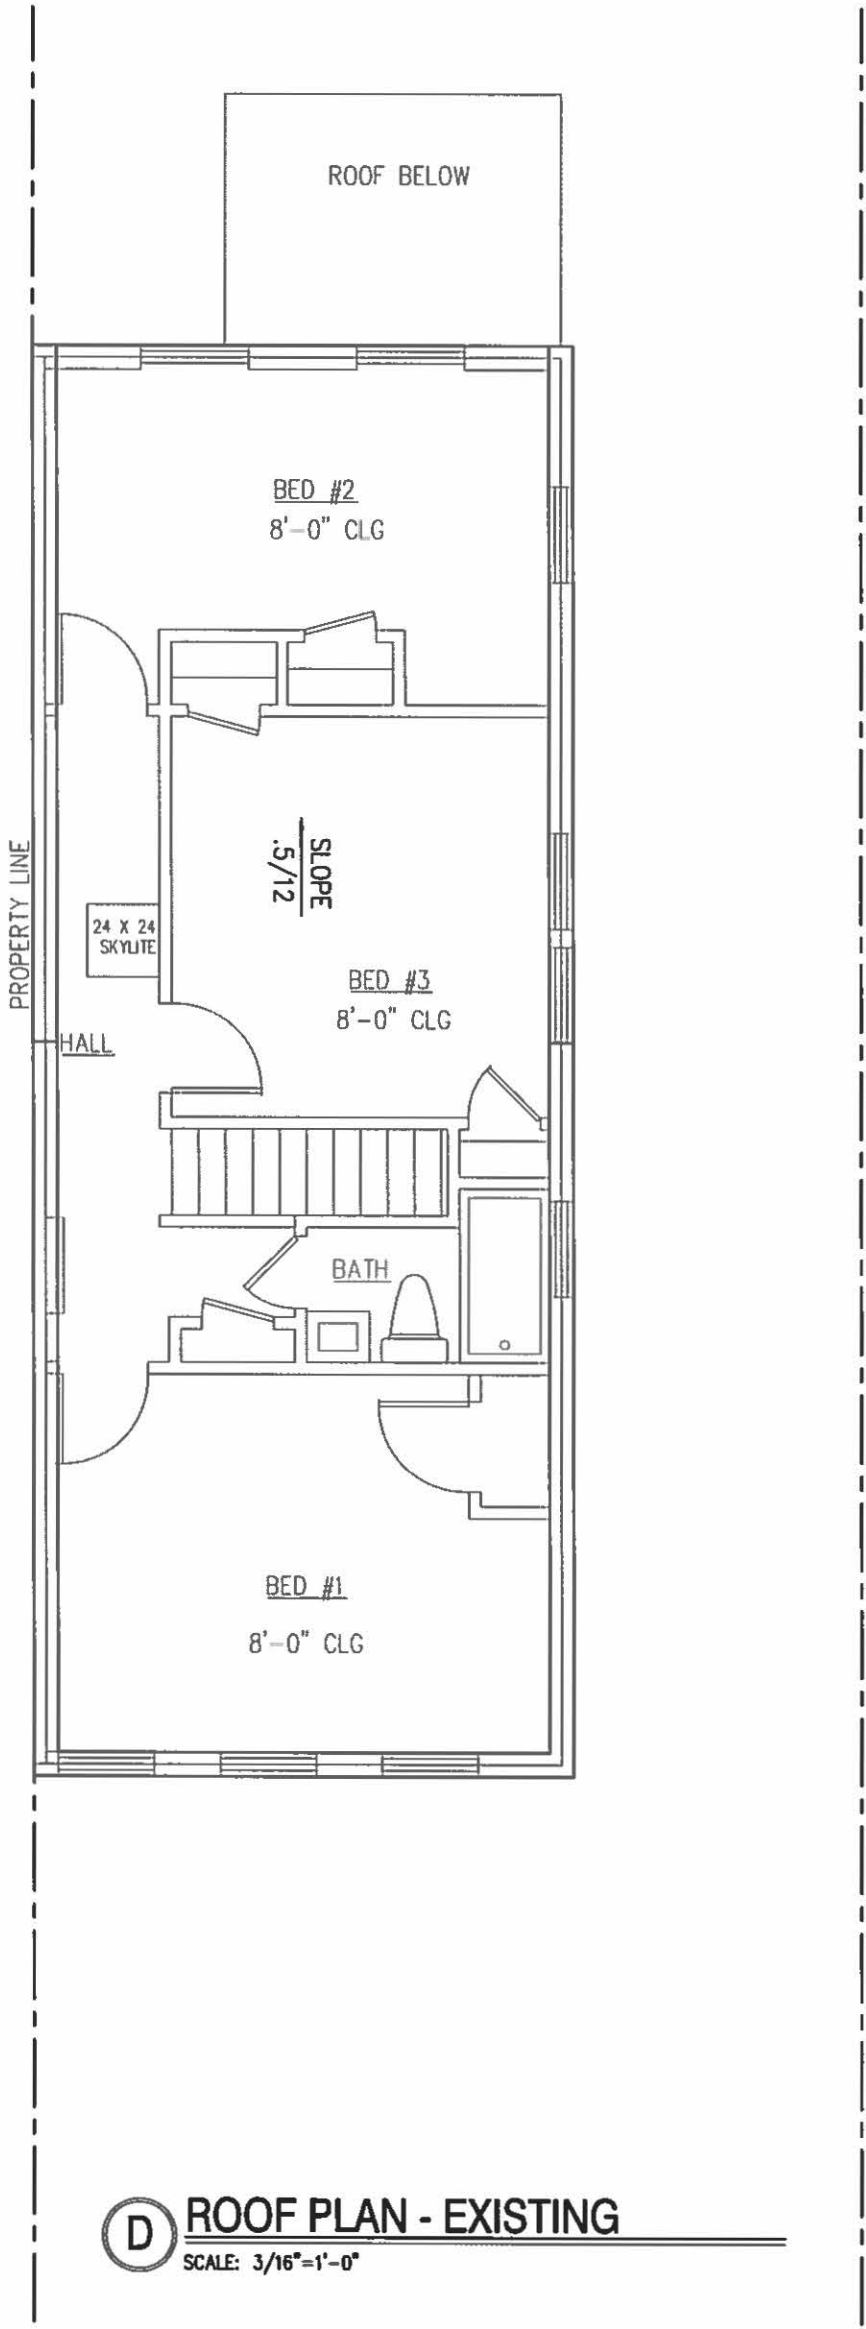 ROOF BELOW
BED #2
8'-0" CLG
SLOPE
.5/12
PROPERTY LINE
24 X 24
SKYLITE
BED #3
8'-0" CLG
HALL
BATH
BED #1
8'-0" CLG
D
ROOF PLAN - EXISTING
SCALE: 3/16"=1'-0"